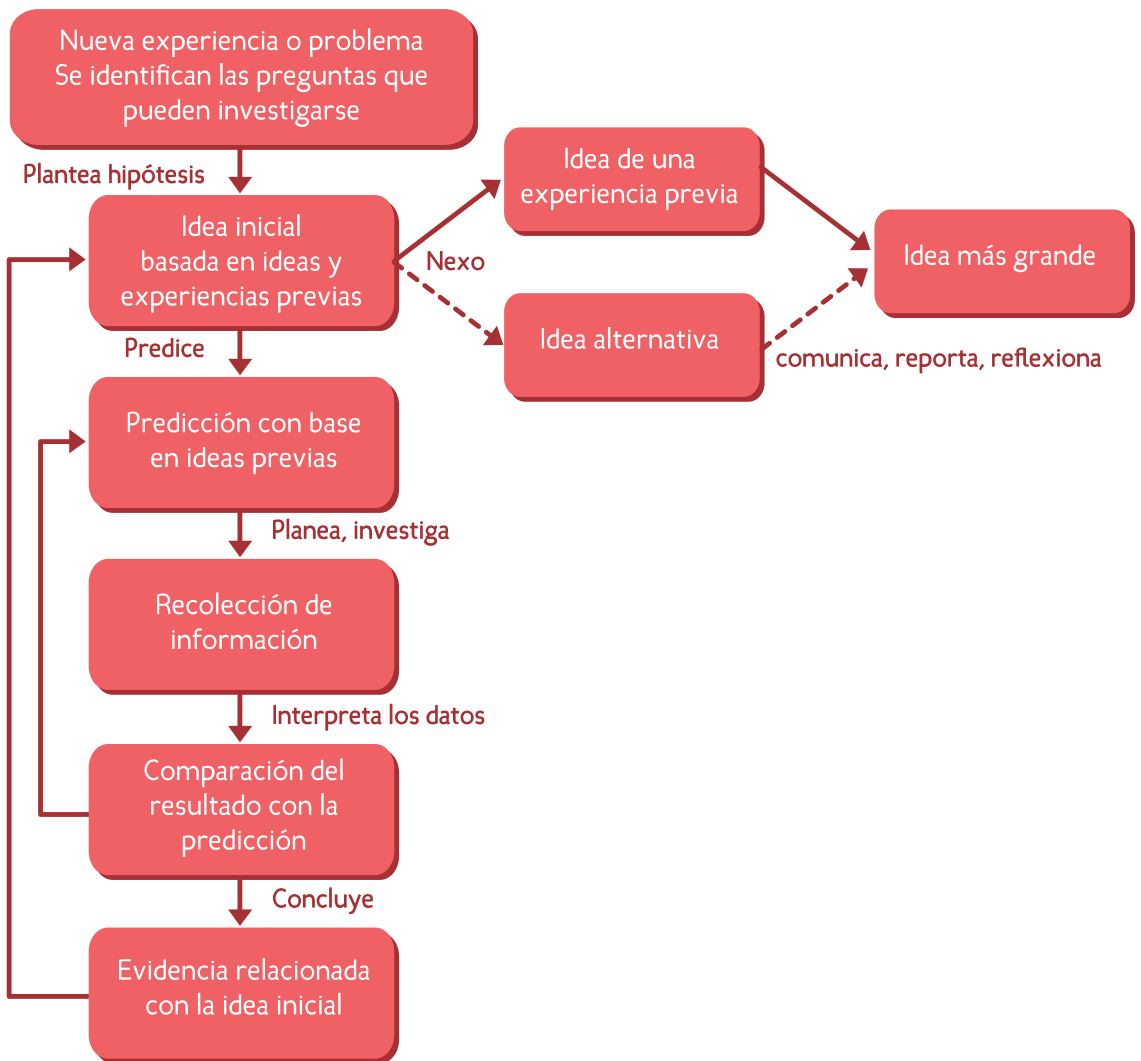 Nueva experiencia o problema
Se identifican las preguntas que
pueden investigarse
Plantea hipótesis
Idea inicial
basada en ideas y
experiencias previas
Nexo
Idea de una
experiencia previa
Idea alternativa
Idea más grande
comunica, reporta, reflexiona
Predice
Predicción con base
en ideas previas
Planea, investiga
Recolección de
información
Interpreta los datos
Comparación del
resultado con la
predicción
Concluye
Evidencia relacionada
con la idea inicial